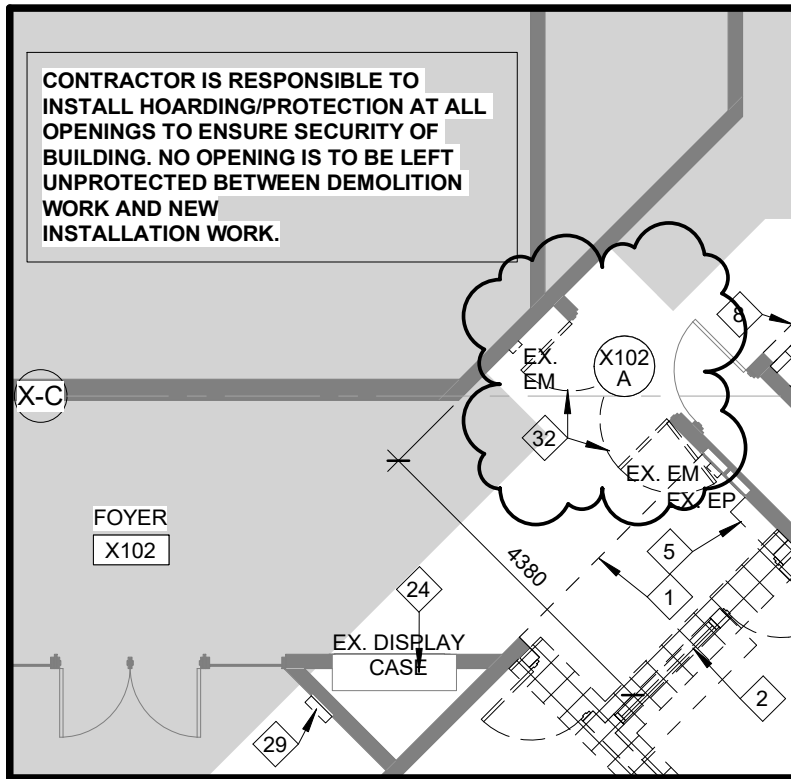 CONTRACTOR IS RESPONSIBLE TO
INSTALL HOARDING/PROTECTION AT ALL
OPENINGS TO ENSURE SECURITY OF
BUILDING. NO OPENING IS TO BE LEFT
UNPROTECTED BETWEEN DEMOLITION
WORK AND NEW
INSTALLATION WORK.
8
EX.
EM
X102
A
X-C
32
EX. EM
EX. EP
FOYER
X102
5
4380
24
1
EX. DISPLAY
CASE
2
29